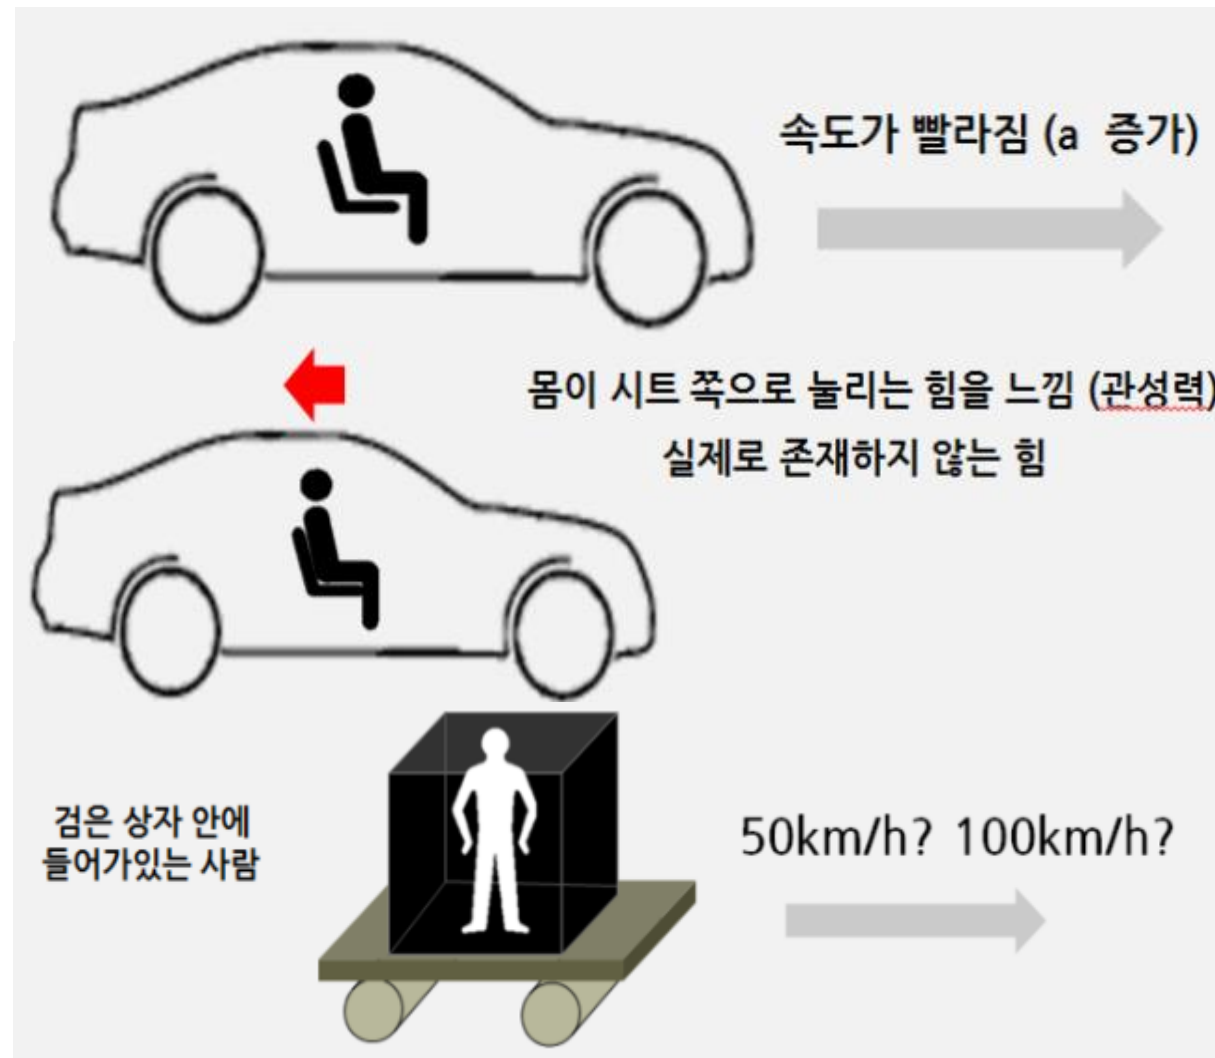 속도가 빨라짐 (a 증가)
몸이 시트 쪽으로 눌리는 힘을 느낌 (관성력)
실제로 존재하지 않는 힘
검은 상자 안에
들어가있는 사람
50km/h? 100km/h?